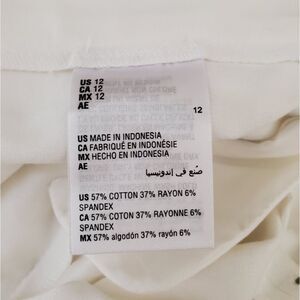 US 12
CA 12
MX 12
AE
12
US MADE IN INDONESIA
CA FABRIQUÉ EN INDONÉSIE
MX HECHO EN INDONESIA
AE
صنع في إندونيسيا
US 57% COTTON 37% RAYON 6%
SPANDEX
CA 57% COTON 37% RAYONNE 6%
SPANDEX
MX 57% algodón 37% rayón 6%